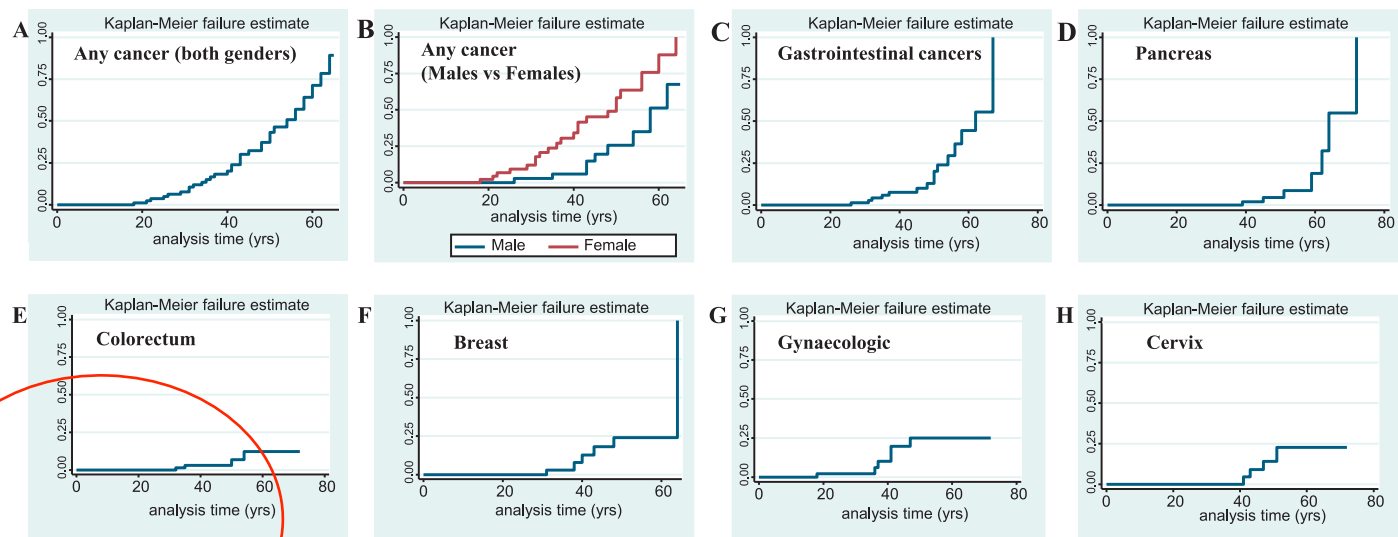 A
Kaplan-Meier failure estimate
Any cancer (both genders)
1.00
0.75
0.50
0.25
0.00
0 20 40 60
analysis time (yrs)
B
Kaplan-Meier failure estimate
Any cancer
(Males vs Females)
1.00
0.75
0.50
0.25
0.00
0 20 40 60
analysis time (yrs)
Male Female
C
Kaplan-Meier failure estimate
Gastrointestinal cancers
1.00
0.75
0.50
0.25
0.00
0 20 40 60 80
analysis time (yrs)
D
Kaplan-Meier failure estimate
Pancreas
1.00
0.75
0.50
0.25
0.00
0 20 40 60 80
analysis time (yrs)
E
Kaplan-Meier failure estimate
Colorectum
1.00
0.75
0.50
0.25
0.00
0 20 40 60 80
analysis time (yrs)
F
Kaplan-Meier failure estimate
Breast
1.00
0.75
0.50
0.25
0.00
0 20 40 60
analysis time (yrs)
G
Kaplan-Meier failure estimate
Gynaecologic
1.00
0.75
0.50
0.25
0.00
0 20 40 60 80
analysis time (yrs)
H
Kaplan-Meier failure estimate
Cervix
1.00
0.75
0.50
0.25
0.00
0 20 40 60 80
analysis time (yrs)